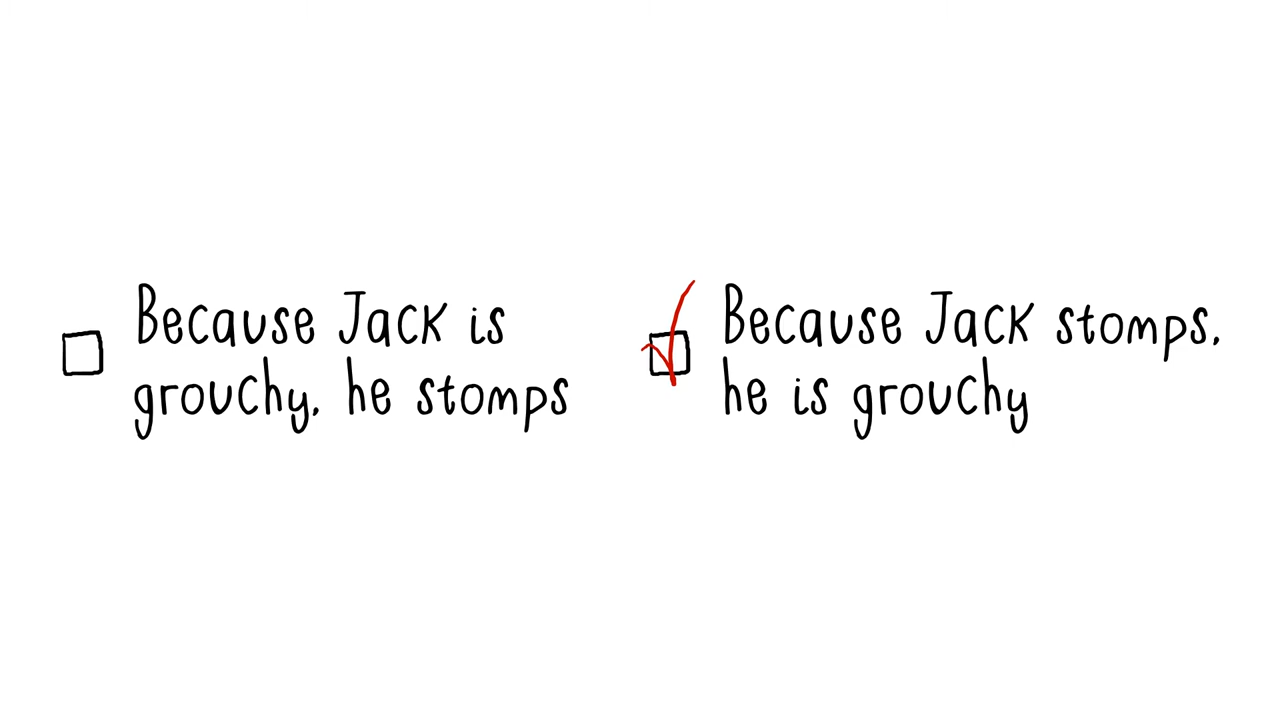 Because Jack is
grouchy, he stomps
Because Jack stomps,
he is grouchy